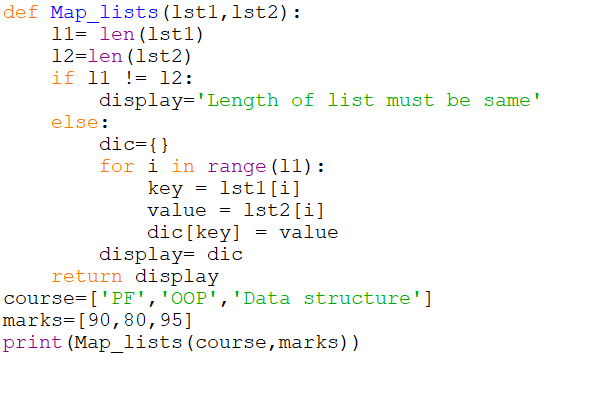 def Map_lists(lst1,lst2):
    l1= len(lst1)
    l2=len(lst2)
    if l1 != l2:
        display='Length of list must be same'
    else:
        dic={}
        for i in range(l1):
            key = lst1[i]
            value = lst2[i]
            dic[key] = value
        display= dic
    return display
course=['PF','OOP','Data structure']
marks=[90,80,95]
print(Map_lists(course,marks))